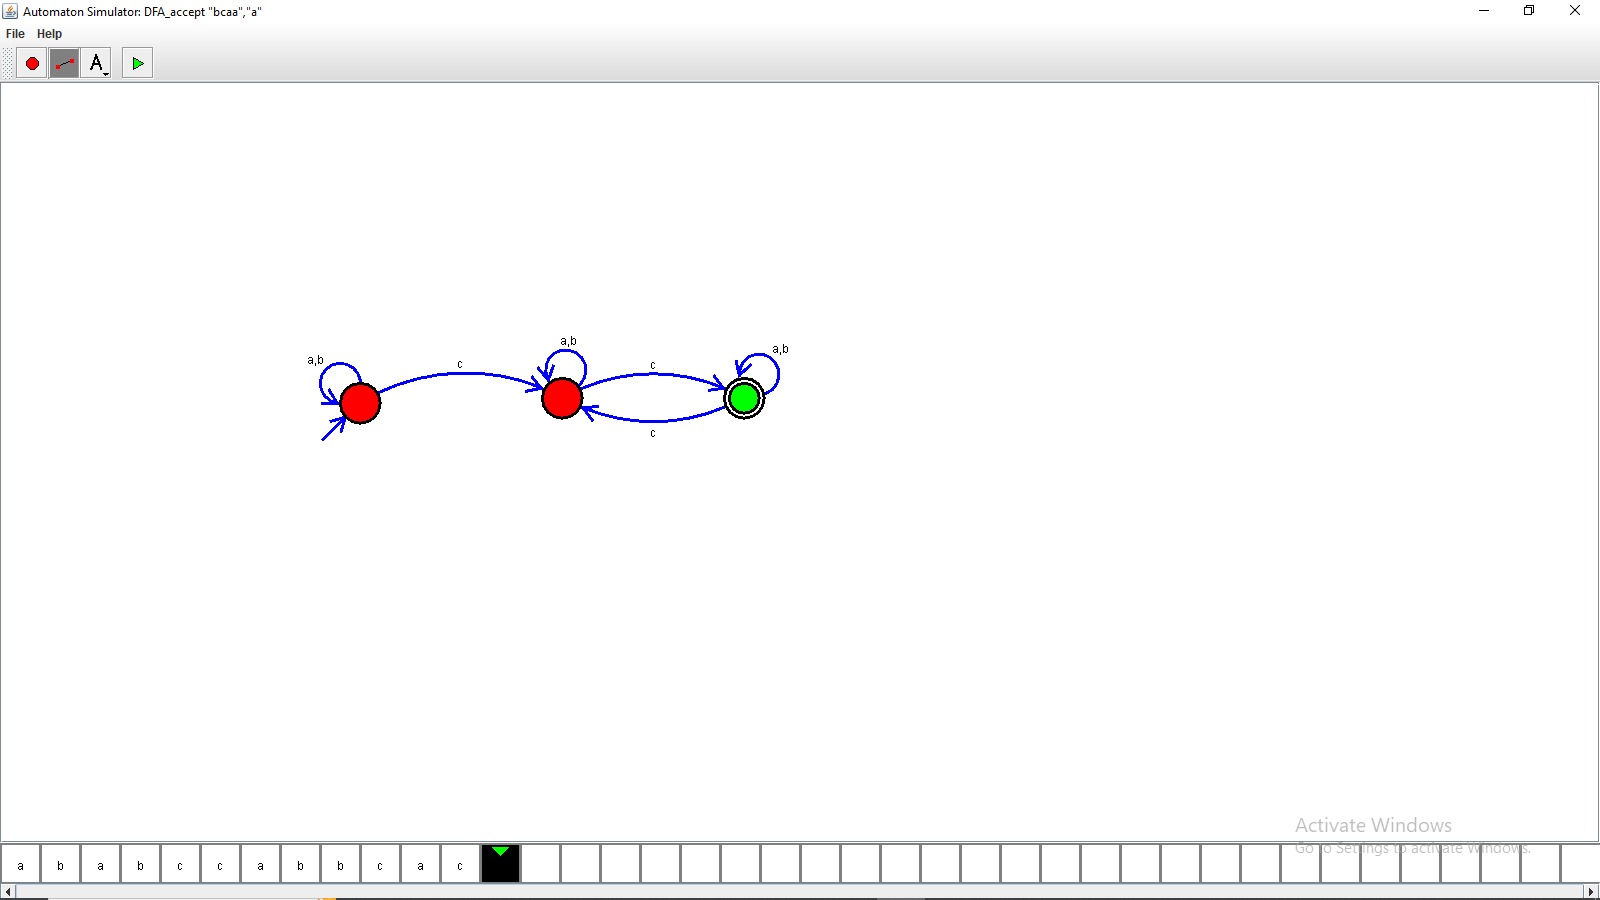 Automaton Simulator: DFA_accept "bcaa","a"
File Help
A
a,b
c
a,b
c
a,b
c
Activate Windows
Go to Settings to activate Windows.
a b a b c c a b b c a c